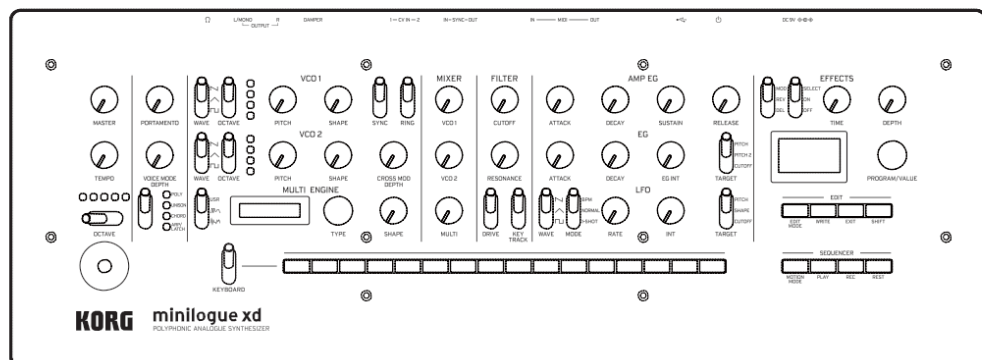 L/MONO R DAMPER 1 — CV IN — 2 IN—SYNC—OUT IN — MIDI — OUT DC 9V
OUTPUT
VCO 1 MIXER FILTER AMP EG EFFECTS
MOD SELECT
REV ON
DEL OFF
MASTER PORTAMENTO WAVE OCTAVE PITCH SHAPE SYNC RING VCO 1 CUTOFF ATTACK DECAY SUSTAIN RELEASE TIME DEPTH
VCO 2 EG
PITCH
PITCH 2
CUTOFF
TEMPO VOICE MODE DEPTH WAVE OCTAVE PITCH SHAPE CROSS MOD DEPTH VCO 2 RESONANCE ATTACK DECAY EG INT TARGET PROGRAM/VALUE
MULTI ENGINE LFO EDIT
POLY
UNISON
CHORD
LATCH
USR
BPM
NORMAL
1-SHOT
PITCH
SHAPE
CUTOFF
EDIT MODE WRITE EXIT SHIFT
OCTAVE TYPE SHAPE MULTI DRIVE KEY TRACK WAVE MODE RATE INT TARGET
SEQUENCER
KEYBOARD MOTION MODE PLAY REC REST
KORG minilogue xd
POLYPHONIC ANALOGUE SYNTHESIZER